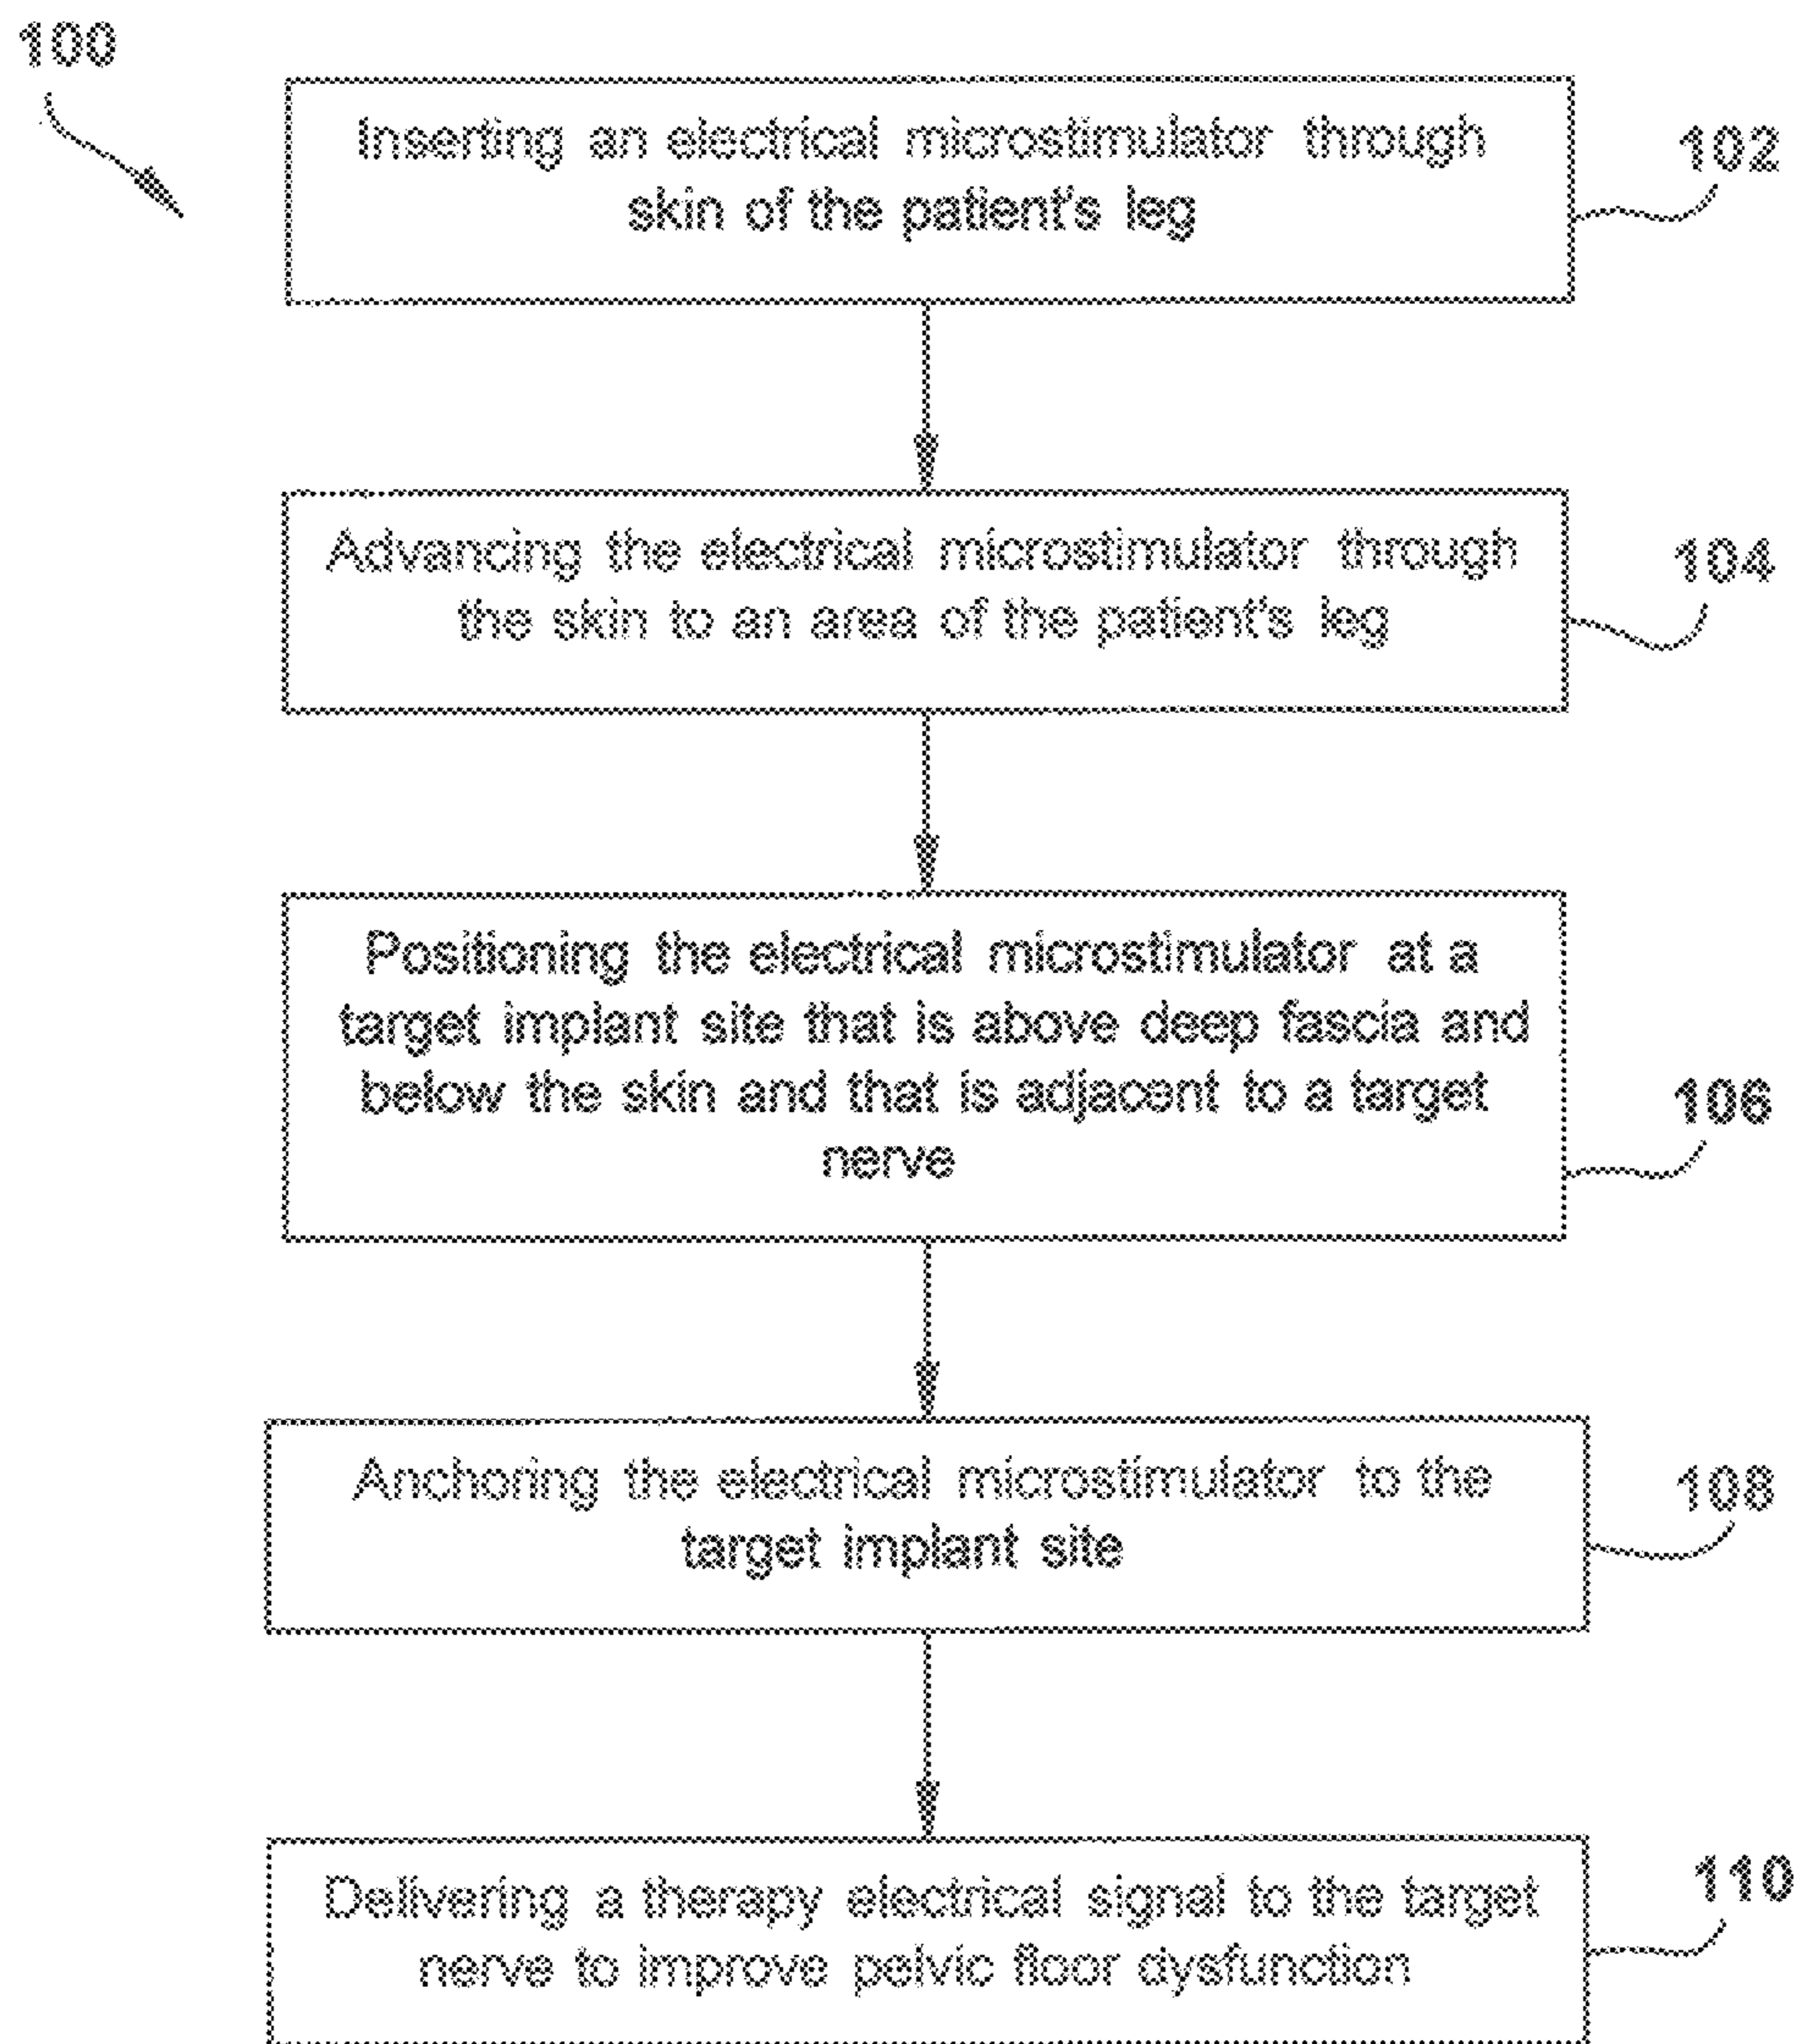 100
Inserting an electrical microstimulator through
skin of the patient's leg
102
Advancing the electrical microstimulator through
the skin to an area of the patient's leg
104
Positioning the electrical microstimulator at a
target implant site that is above deep fascia and
below the skin and that is adjacent to a target
nerve
106
Anchoring the electrical microstimulator to the
target implant site
108
Delivering a therapy electrical signal to the target
nerve to improve pelvic floor dysfunction
110